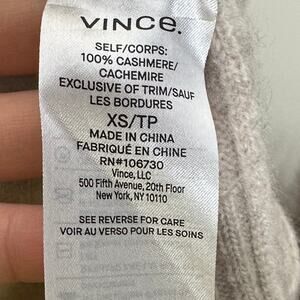 VINCE.
SELF/CORPS:
100% CASHMERE/
CACHEMIRE
EXCLUSIVE OF TRIM/SAUF
LES BORDURES
XS/TP
MADE IN CHINA
FABRIQUÉ EN CHINE
RN#106730
Vince, LLC
500 Fifth Avenue, 20th Floor
New York, NY 10110
SEE REVERSE FOR CARE
VOIR AU VERSO POUR LES SOINS